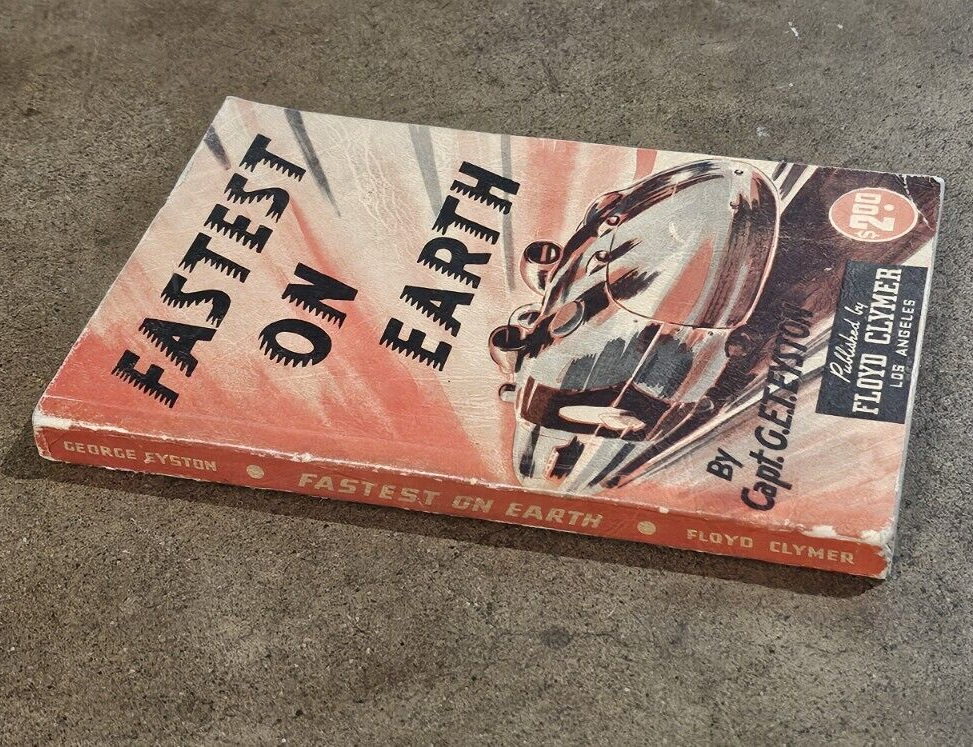 FASTEST
ON
EARTH
$2.00
Published by
FLOYD CLYMER
LOS ANGELES
By
Capt. G.E.T. EYSTON
GEORGE EYSTON • FASTEST ON EARTH • FLOYD CLYMER